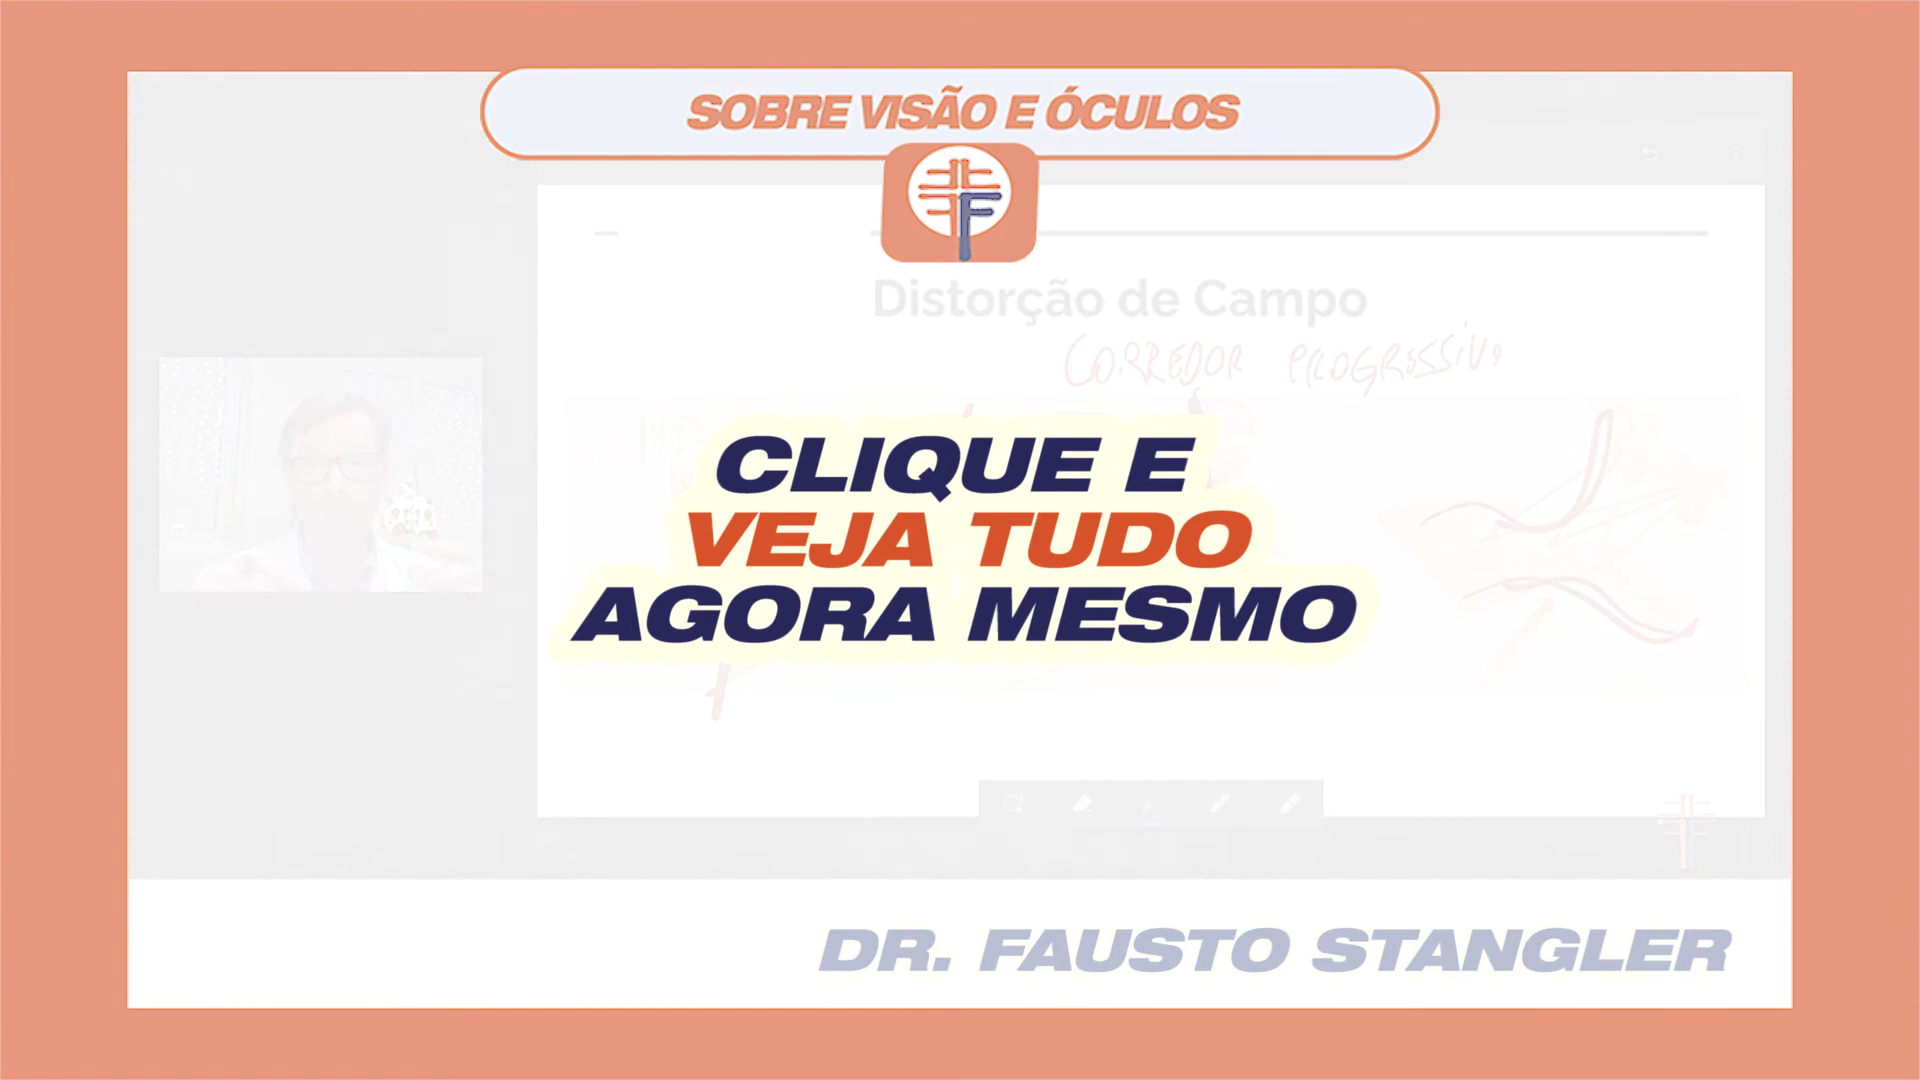 SOBRE VISÃO E ÓCULOS
Distorção de Campo
CORREDOR PROGRESSIVO
CLIQUE E
VEJA TUDO
AGORA MESMO
DR. FAUSTO STANGLER